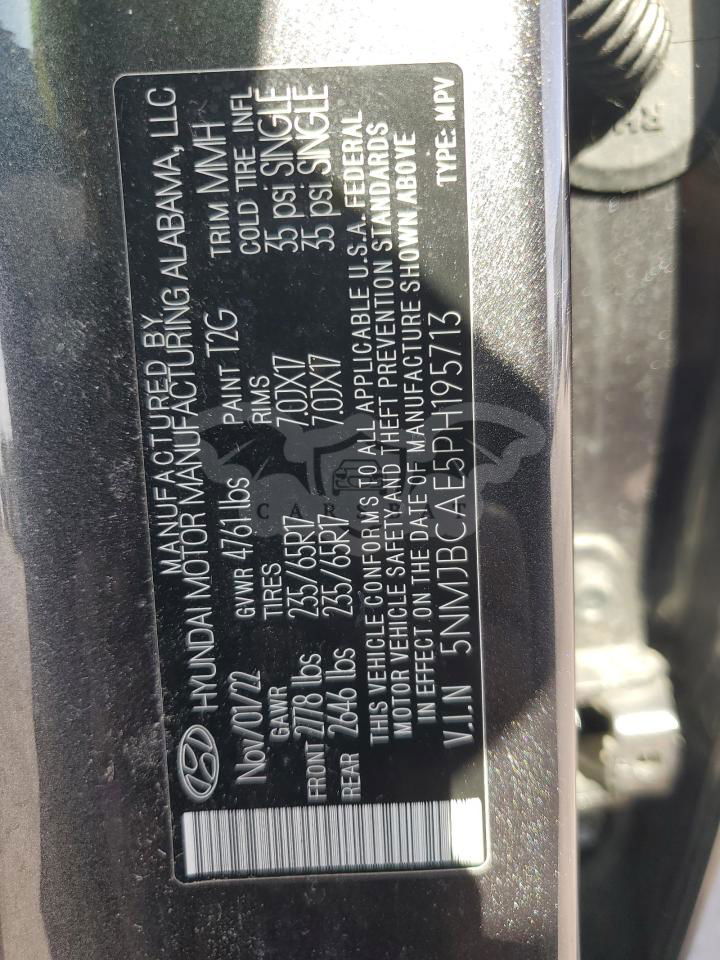 MANUFACTURED BY
HYUNDAI MOTOR MANUFACTURING ALABAMA, LLC
Nov/01/22 GVWR 4761 lbs PAINT T2G TRIM MMH
GAWR TIRES RIMS COLD TIRE INFL
FRONT 2778 lbs 235/65R17 7.0JX17 35 psi SINGLE
REAR 2646 lbs 235/65R17 7.0JX17 35 psi SINGLE
THIS VEHICLE CONFORMS TO ALL APPLICABLE U.S.A. FEDERAL
MOTOR VEHICLE SAFETY AND THEFT PREVENTION STANDARDS
IN EFFECT ON THE DATE OF MANUFACTURE SHOWN ABOVE
V.I.N 5NMJBCAE5PH195713 TYPE: MPV